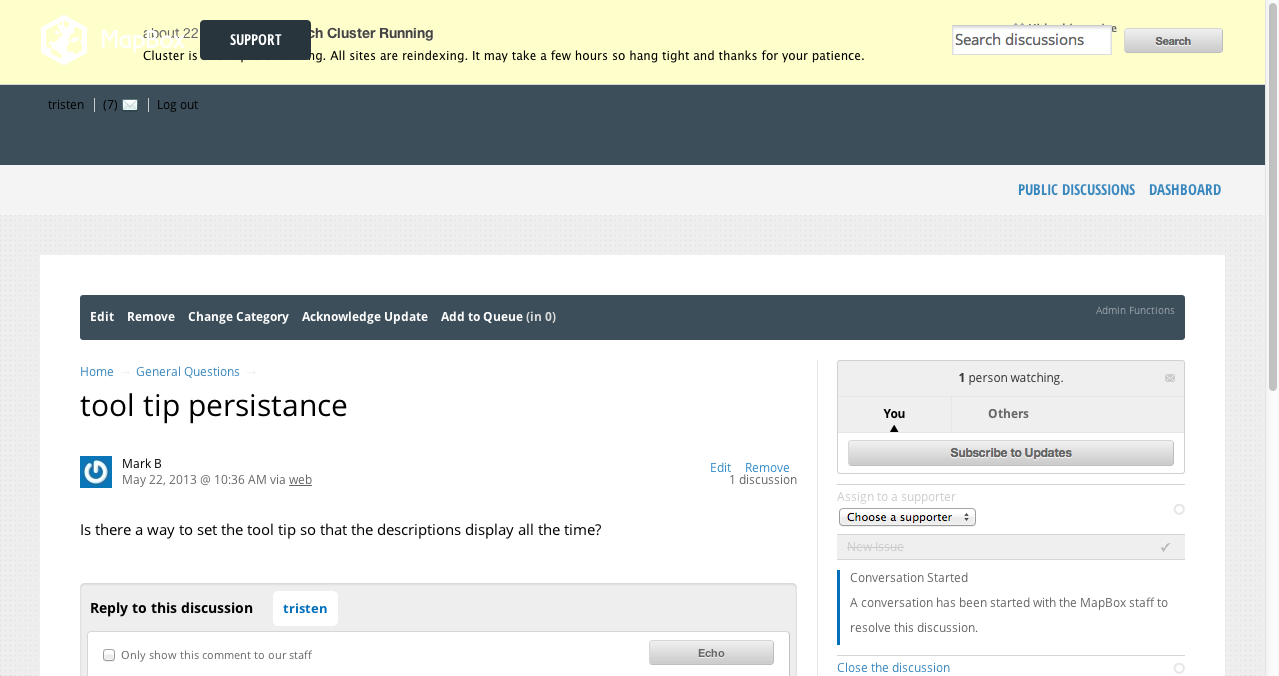 MapBox
SUPPORT
about 22
ch Cluster Running
Cluster is
ng. All sites are reindexing. It may take a few hours so hang tight and thanks for your patience.
Search discussions
Search
tristen
(7)
Log out
PUBLIC DISCUSSIONS DASHBOARD
Edit Remove Change Category Acknowledge Update Add to Queue (in 0)
Admin Functions
Home → General Questions →
tool tip persistance
Mark B
May 22, 2013 @ 10:36 AM via web
Edit Remove
1 discussion
Is there a way to set the tool tip so that the descriptions display all the time?
Reply to this discussion tristen
Only show this comment to our staff
Echo
1 person watching.
You Others
Subscribe to Updates
Assign to a supporter
Choose a supporter
New Issue ✓
Conversation Started
A conversation has been started with the MapBox staff to
resolve this discussion.
Close the discussion